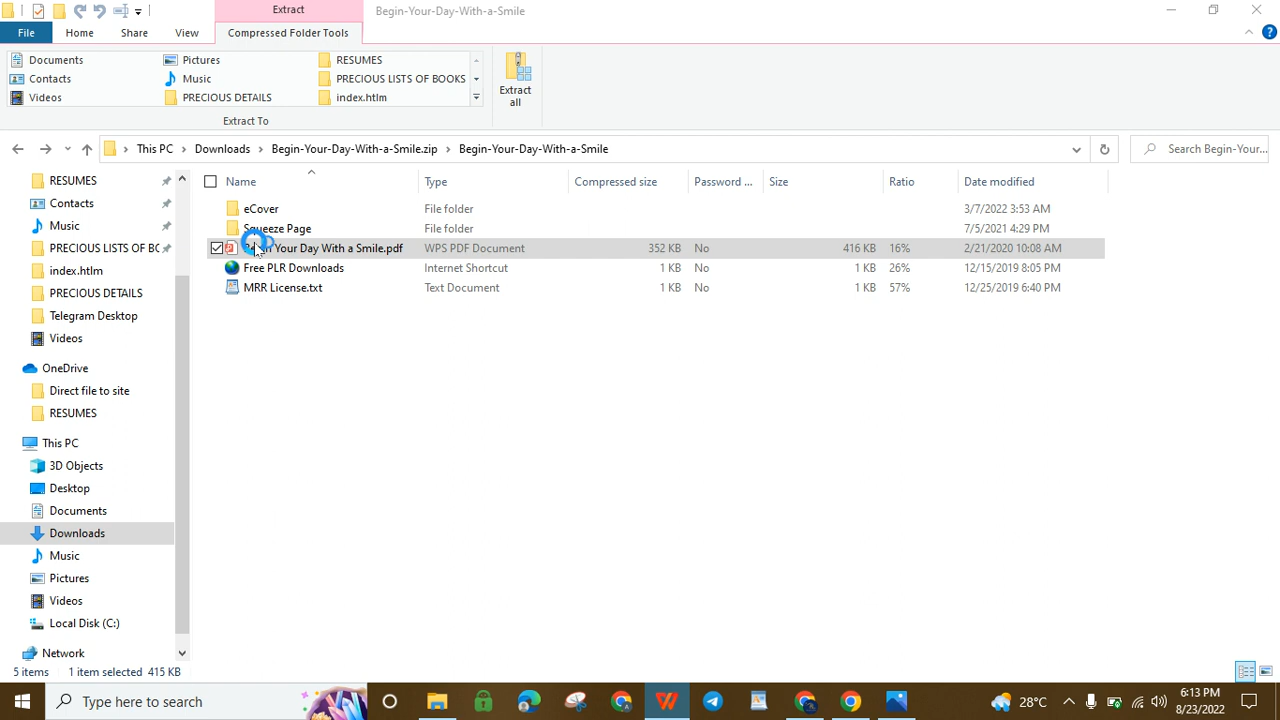 Extract
Begin-Your-Day-With-a-Smile
File Home Share View Compressed Folder Tools
Documents Pictures RESUMES
Contacts Music PRECIOUS LISTS OF BOOKS
Videos PRECIOUS DETAILS index.htlm
Extract all
Extract To
This PC Downloads Begin-Your-Day-With-a-Smile.zip Begin-Your-Day-With-a-Smile Search Begin-Your...
Name Type Compressed size Password ... Size Ratio Date modified
eCover File folder 3/7/2022 3:53 AM
Squeeze Page File folder 7/5/2021 4:29 PM
Your Day With a Smile.pdf WPS PDF Document 352 KB No 416 KB 16% 2/21/2020 10:08 AM
Free PLR Downloads Internet Shortcut 1 KB No 1 KB 26% 12/15/2019 8:05 PM
MRR License.txt Text Document 1 KB No 1 KB 57% 12/25/2019 6:40 PM
RESUMES
Contacts
Music
PRECIOUS LISTS OF BC
index.htlm
PRECIOUS DETAILS
Telegram Desktop
Videos
OneDrive
Direct file to site
RESUMES
This PC
3D Objects
Desktop
Documents
Downloads
Music
Pictures
Videos
Local Disk (C:)
Network
5 items 1 item selected 415 KB
Type here to search
28°C
6:13 PM
8/23/2022